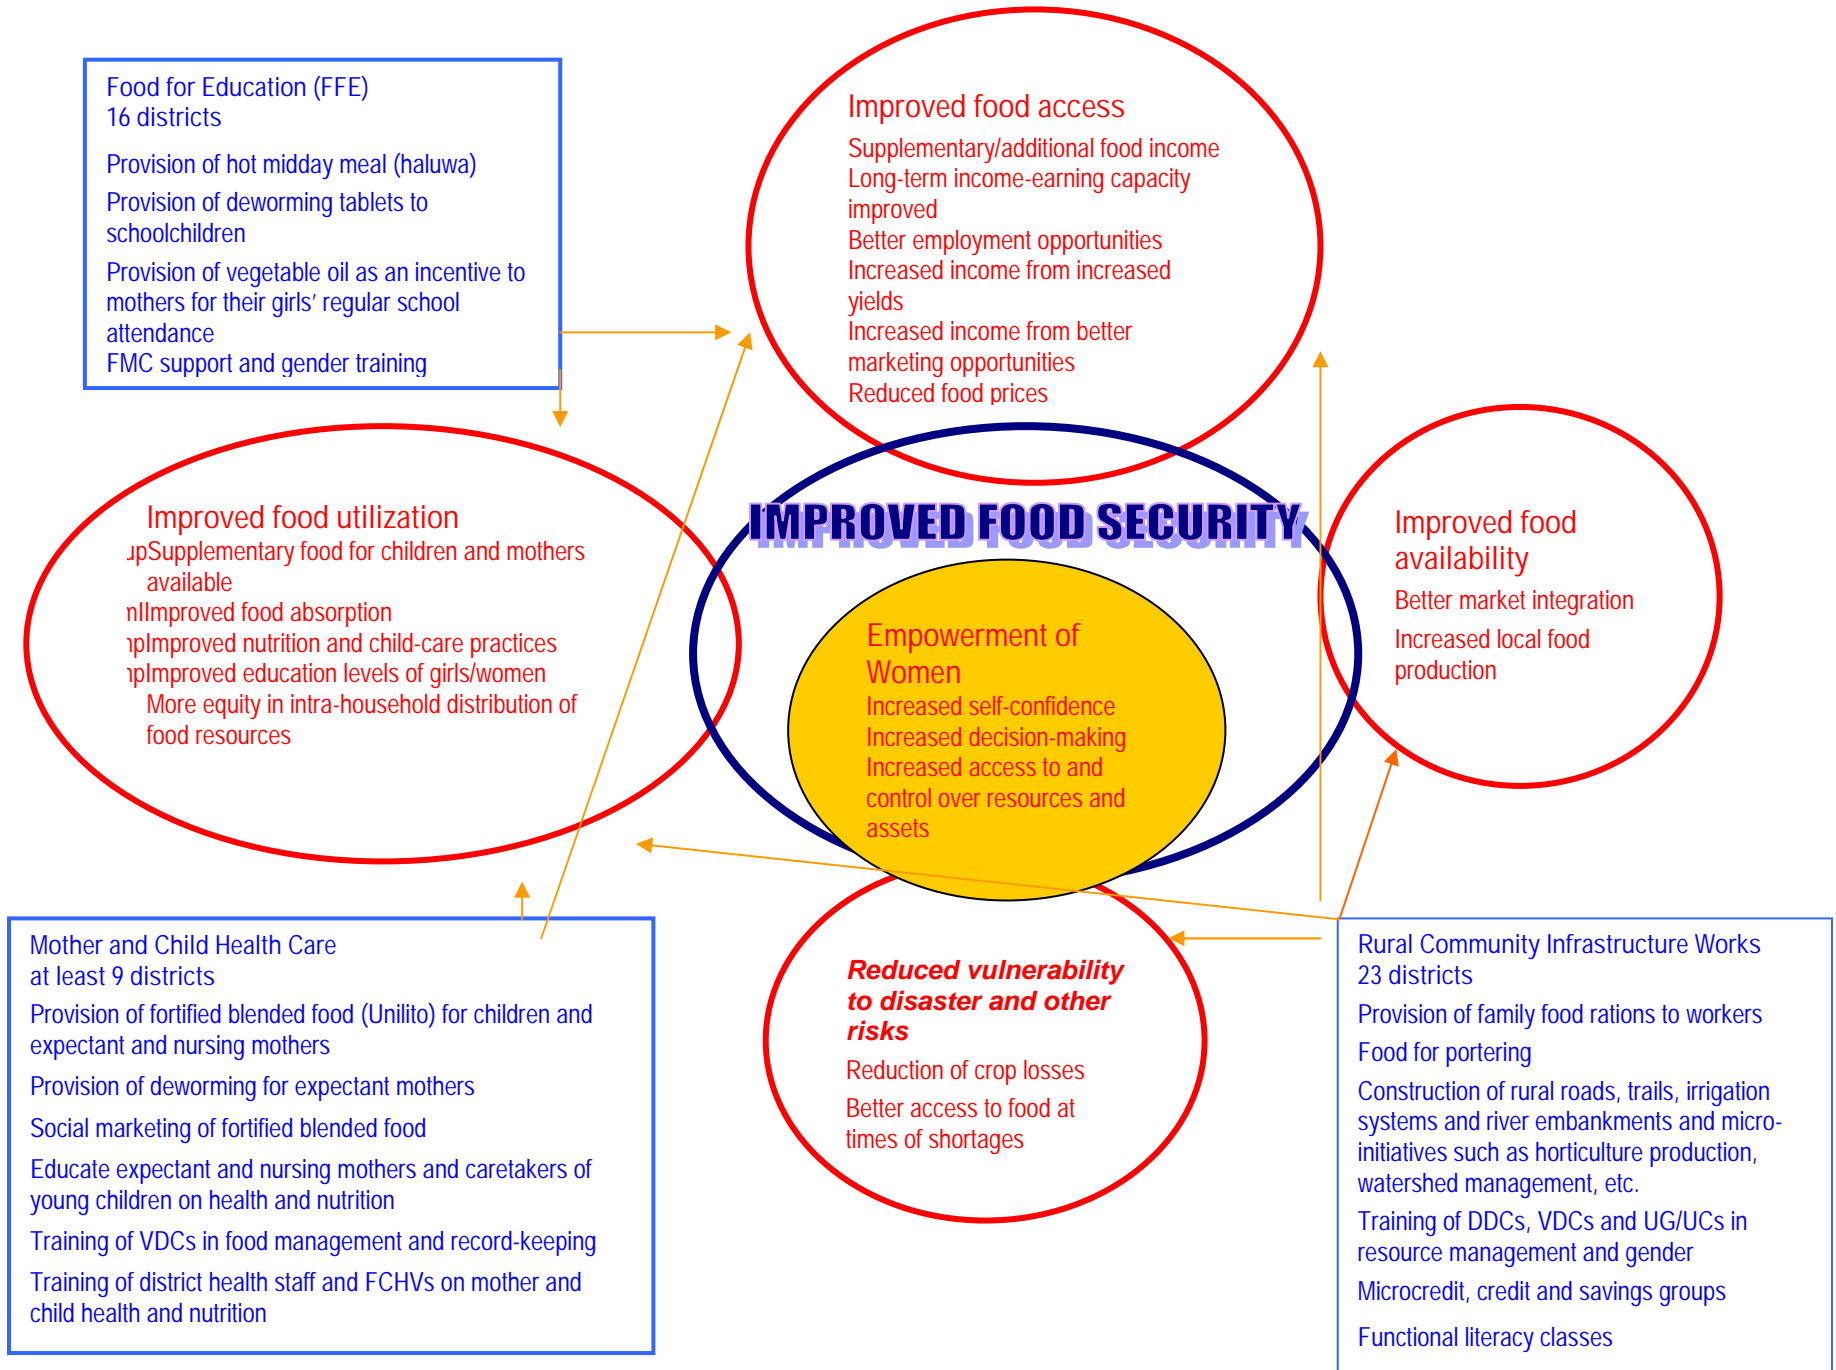 Food for Education (FFE)
16 districts
Provision of hot midday meal (haluwa)
Provision of deworming tablets to
schoolchildren
Provision of vegetable oil as an incentive to
mothers for their girls’ regular school
attendance
FMC support and gender training
Improved food access
Supplementary/additional food income
Long-term income-earning capacity
improved
Better employment opportunities
Increased income from increased
yields
Increased income from better
marketing opportunities
Reduced food prices
Improved food utilization
Supplementary food for children and mothers
available
Improved food absorption
Improved nutrition and child-care practices
Improved education levels of girls/women
More equity in intra-household distribution of
food resources
IMPROVED FOOD SECURITY
Empowerment of
Women
Increased self-confidence
Increased decision-making
Increased access to and
control over resources and
assets
Improved food
availability
Better market integration
Increased local food
production
Mother and Child Health Care
at least 9 districts
Provision of fortified blended food (Unilito) for children and
expectant and nursing mothers
Provision of deworming for expectant mothers
Social marketing of fortified blended food
Educate expectant and nursing mothers and caretakers of
young children on health and nutrition
Training of VDCs in food management and record-keeping
Training of district health staff and FCHVs on mother and
child health and nutrition
Reduced vulnerability
to disaster and other
risks
Reduction of crop losses
Better access to food at
times of shortages
Rural Community Infrastructure Works
23 districts
Provision of family food rations to workers
Food for portering
Construction of rural roads, trails, irrigation
systems and river embankments and micro-
initiatives such as horticulture production,
watershed management, etc.
Training of DDCs, VDCs and UG/UCs in
resource management and gender
Microcredit, credit and savings groups
Functional literacy classes